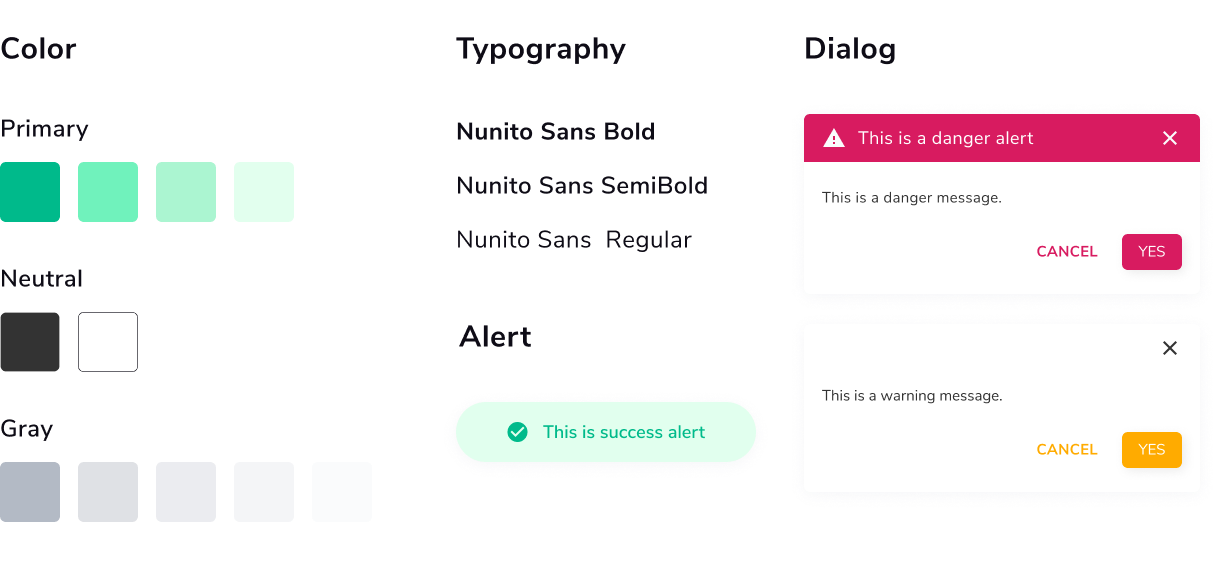 Color
Primary
Neutral
Gray
Typography
Nunito Sans Bold
Nunito Sans SemiBold
Nunito Sans  Regular
Alert
This is success alert
Dialog
This is a danger alert
This is a danger message.
CANCEL YES
This is a warning message.
CANCEL YES